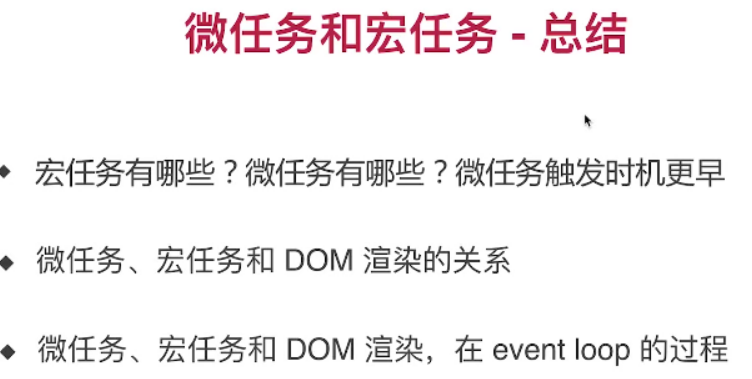 微任务和宏任务 - 总结
宏任务有哪些？微任务有哪些？微任务触发时机更早
微任务、宏任务和 DOM 渲染的关系
微任务、宏任务和 DOM 渲染，在 event loop 的过程